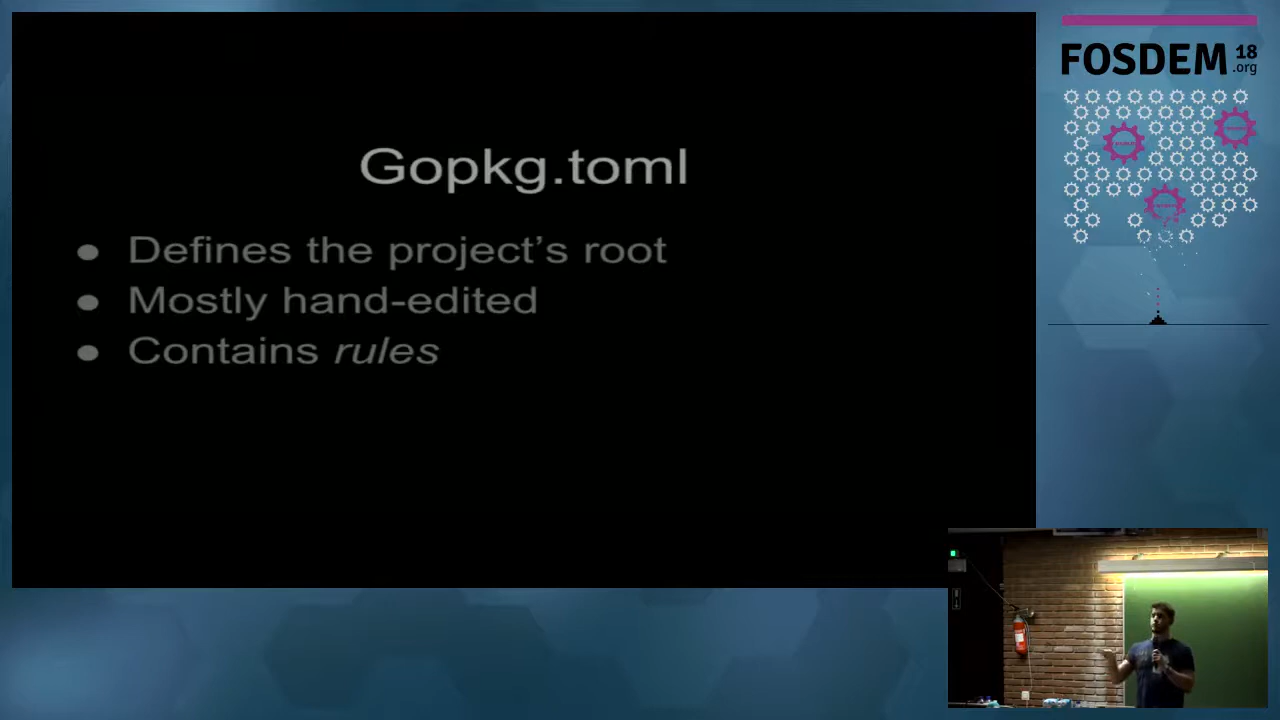 Gopkg.toml
● Defines the project’s root
● Mostly hand-edited
● Contains rules
FOSDEM 18
.org